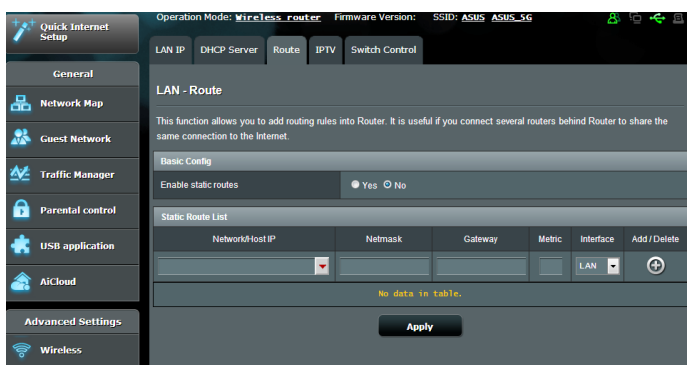 Operation Mode: Wireless router Firmware Version: SSID: ASUS ASUS_5G
Quick Internet
Setup
LAN IP DHCP Server Route IPTV Switch Control
General
Network Map
Guest Network
Traffic Manager
Parental control
USB application
AiCloud
Advanced Settings
Wireless
LAN - Route
This function allows you to add routing rules into Router. It is useful if you connect several routers behind Router to share the
same connection to the Internet.
Basic Config
Enable static routes Yes No
Static Route List
Network/Host IP Netmask Gateway Metric Interface Add / Delete
LAN
No data in table.
Apply